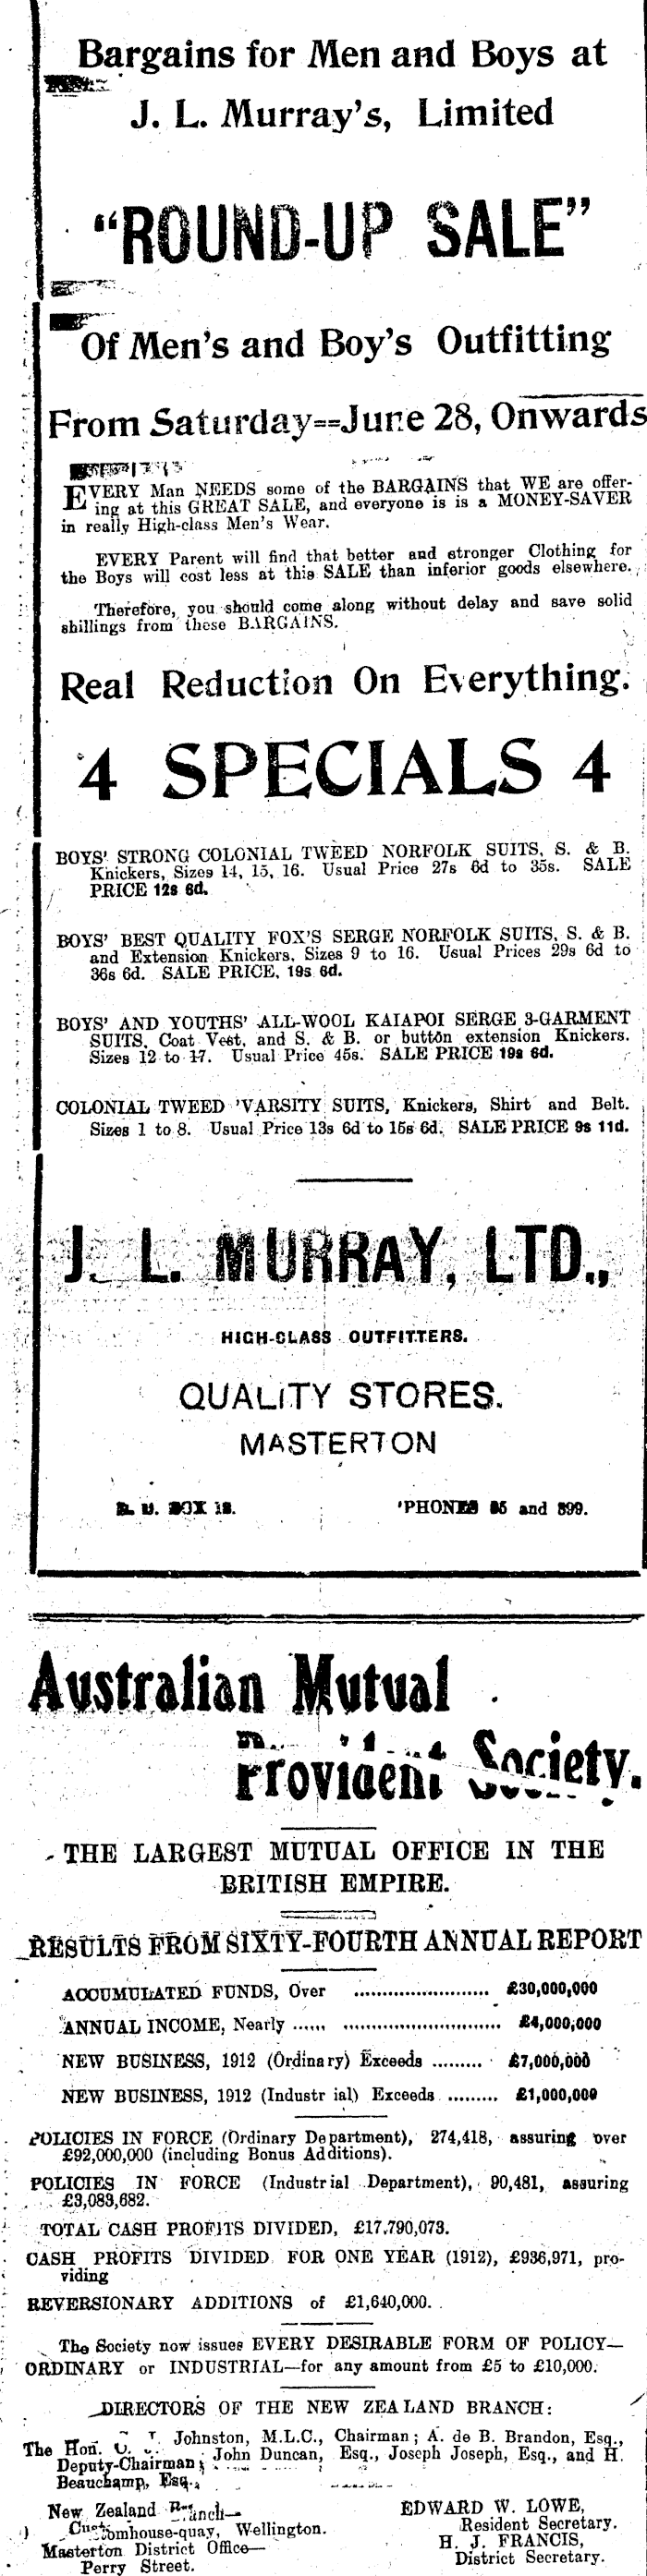 Bargains for Men and Boys at
J. L. Murray's, Limited
"ROUND-UP SALE"
Of Men's and Boy's Outfitting
From Saturday--June 28, Onwards
EVERY Man NEEDS some of the BARGAINS that WE are offer-
ing at this GREAT SALE, and everyone is is a MONEY-SAVER
in really High-class Men's Wear.
EVERY Parent will find that better and stronger Clothing for
the Boys will cost less at this SALE than inferior goods elsewhere.
Therefore, you should come along without delay and save solid
shillings from these BARGAINS.
Real Reduction On Everything.
4 SPECIALS 4
BOYS' STRONG COLONIAL TWEED NORFOLK SUITS, S. & B.
Knickers, Sizes 14, 15, 16. Usual Price 27s 6d to 35s. SALE
PRICE 12s 6d.
BOYS' BEST QUALITY FOX'S SERGE NORFOLK SUITS, S. & B.
and Extension Knickers, Sizes 9 to 16. Usual Prices 29s 6d to
36s 6d. SALE PRICE, 19s 6d.
BOYS' AND YOUTHS' ALL-WOOL KAIAPOI SERGE 3-GARMENT
SUITS, Coat Vest, and S. & B. or button extension Knickers.
Sizes 12 to 17. Usual Price 45s. SALE PRICE 19s 6d.
COLONIAL TWEED 'VARSITY SUITS, Knickers, Shirt and Belt.
Sizes 1 to 8. Usual Price 13s 6d to 15s 6d. SALE PRICE 9s 11d.
J. L. MURRAY, LTD.,
HIGH-CLASS OUTFITTERS.
QUALITY STORES.
MASTERTON
BOX 18. 'PHONES and 899.
Australian Mutual
Provident Society.
THE LARGEST MUTUAL OFFICE IN THE
BRITISH EMPIRE.
RESULTS FROM SIXTY-FOURTH ANNUAL REPORT
ACCUMULATED FUNDS, Over ........................ £30,000,000
ANNUAL INCOME, Nearly ...... ............................ £4,000,000
NEW BUSINESS, 1912 (Ordinary) Exceeds ......... £7,000,000
NEW BUSINESS, 1912 (Industr ial) Exceeds ......... £1,000,000
POLICIES IN FORCE (Ordinary Department), 274,418, assuring over
£92,000,000 (including Bonus Additions).
POLICIES IN FORCE (Industrial Department), 90,481, assuring
£3,083,682.
TOTAL CASH PROFITS DIVIDED, £17,790,073.
CASH PROFITS DIVIDED FOR ONE YEAR (1912), £936,971, pro-
viding
REVERSIONARY ADDITIONS of £1,640,000.
The Society now issues EVERY DESIRABLE FORM OF POLICY—
ORDINARY or INDUSTRIAL—for any amount from £5 to £10,000.
DIRECTORS OF THE NEW ZEALAND BRANCH:
The Hon. Johnston, M.L.C., Chairman; A. de B. Brandon, Esq.,
Deputy-Chairman; John Duncan, Esq., Joseph Joseph, Esq., and H.
Beauchamp, Esq.,
New Zealand Branch—
Customhouse-quay, Wellington.
Masterton District Office—
Perry Street.
EDWARD W. LOWE,
Resident Secretary.
H. J. FRANCIS,
District Secretary.